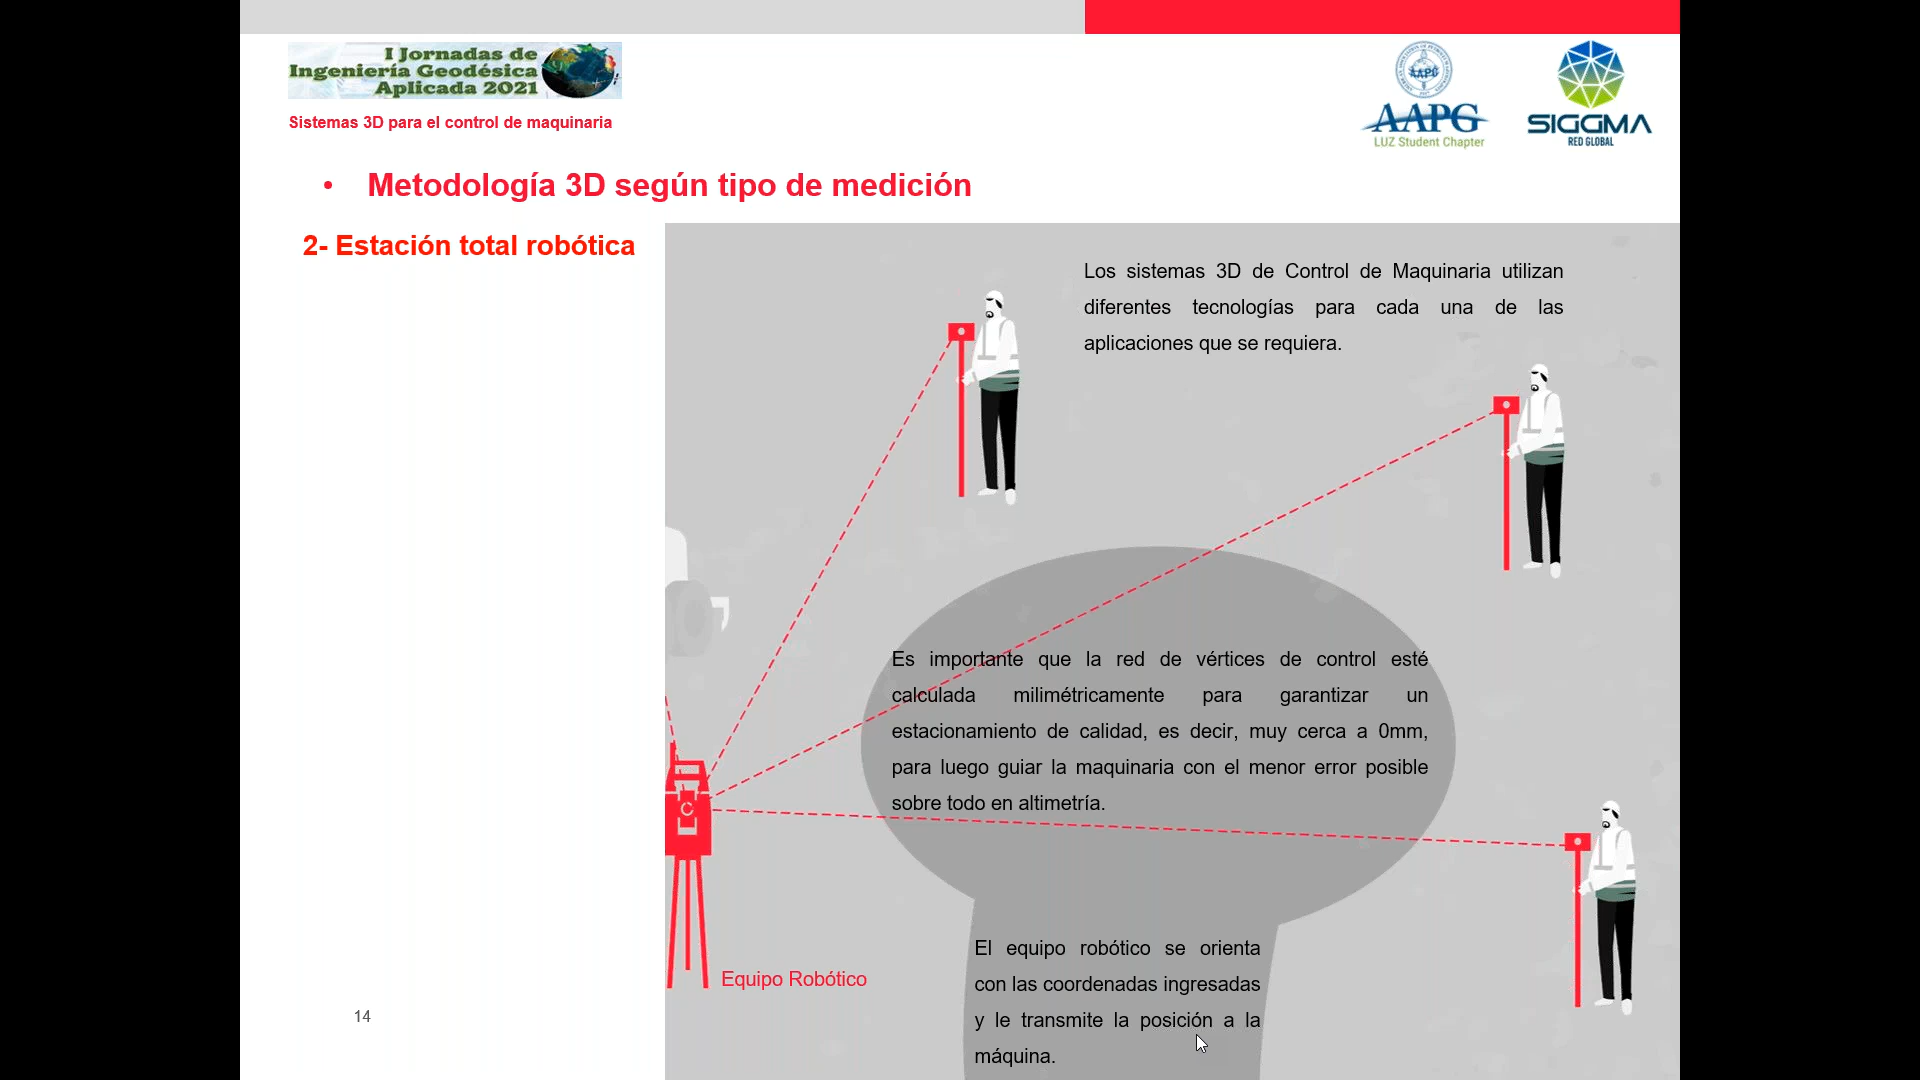 I Jornadas de
Ingeniería Geodésica
Aplicada 2021
Sistemas 3D para el control de maquinaria
AAPG
AAPG
LUZ Student Chapter
SIGGMA
RED GLOBAL
• Metodología 3D según tipo de medición
2- Estación total robótica
Los sistemas 3D de Control de Maquinaria utilizan
diferentes tecnologías para cada una de las
aplicaciones que se requiera.
Es importante que la red de vértices de control esté
calculada milimétricamente para garantizar un
estacionamiento de calidad, es decir, muy cerca a 0mm,
para luego guiar la maquinaria con el menor error posible
sobre todo en altimetría.
El equipo robótico se orienta
con las coordenadas ingresadas
y le transmite la posición a la
máquina.
Equipo Robótico
14